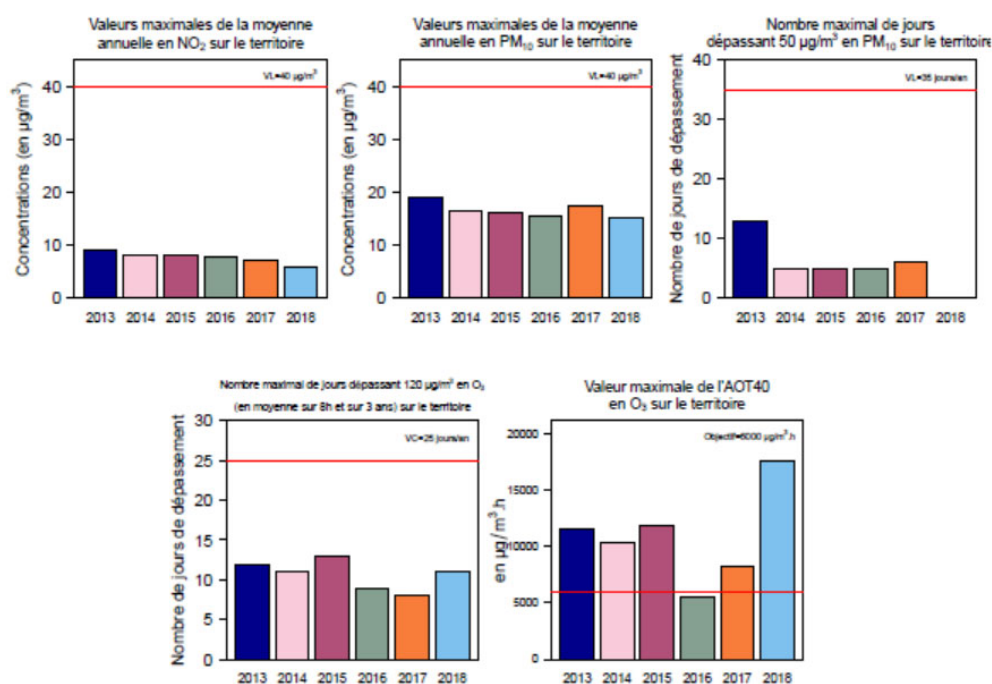 Valeurs maximales de la moyenne
annuelle en NO₂ sur le territoire
Concentrations (en µg/m³)
VL=40 µg/m³
40
30
20
10
0
2013 2014 2015 2016 2017 2018
Valeurs maximales de la moyenne
annuelle en PM₁₀ sur le territoire
Concentrations (en µg/m³)
VL=40 µg/m³
40
30
20
10
0
2013 2014 2015 2016 2017 2018
Nombre maximal de jours
dépassant 50 µg/m³ en PM₁₀ sur le territoire
Nombre de jours de dépassement
VL=35 jours/an
40
30
20
10
0
2013 2014 2015 2016 2017 2018
Nombre maximal de jours dépassant 120 µg/m³ en O₃
(en moyenne sur 8h et sur 3 ans) sur le territoire
Nombre de jours de dépassement
VC=25 jours/an
30
25
20
15
10
5
0
2013 2014 2015 2016 2017 2018
Valeur maximale de l'AOT40
en O₃ sur le territoire
en µg/m³.h
Objectif=6000 µg/m³.h
20000
15000
10000
5000
0
2013 2014 2015 2016 2017 2018